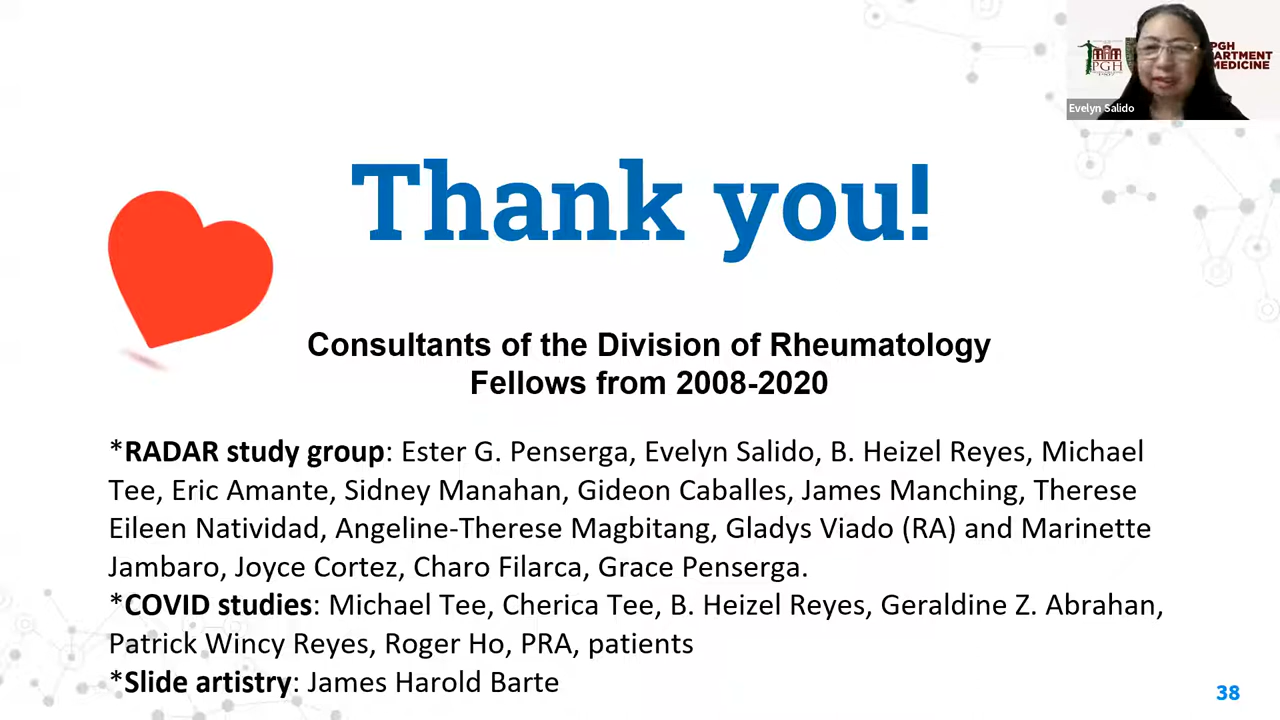 PGH
PGH
DEPARTMENT
MEDICINE
Evelyn Salido
Thank you!
Consultants of the Division of Rheumatology
Fellows from 2008-2020
*RADAR study group: Ester G. Penserga, Evelyn Salido, B. Heizel Reyes, Michael
Tee, Eric Amante, Sidney Manahan, Gideon Caballes, James Manching, Therese
Eileen Natividad, Angeline-Therese Magbitang, Gladys Viado (RA) and Marinette
Jambaro, Joyce Cortez, Charo Filarca, Grace Penserga.
*COVID studies: Michael Tee, Cherica Tee, B. Heizel Reyes, Geraldine Z. Abrahan,
Patrick Wincy Reyes, Roger Ho, PRA, patients
*Slide artistry: James Harold Barte
38